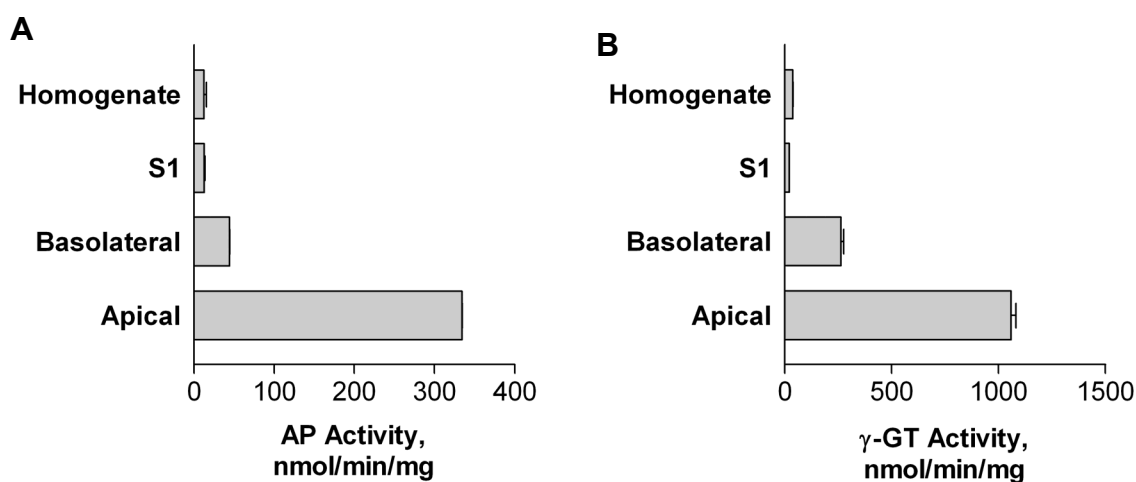 A
Homogenate
S1
Basolateral
Apical
0 100 200 300 400
AP Activity,
nmol/min/mg
B
Homogenate
S1
Basolateral
Apical
0 500 1000 1500
γ-GT Activity,
nmol/min/mg